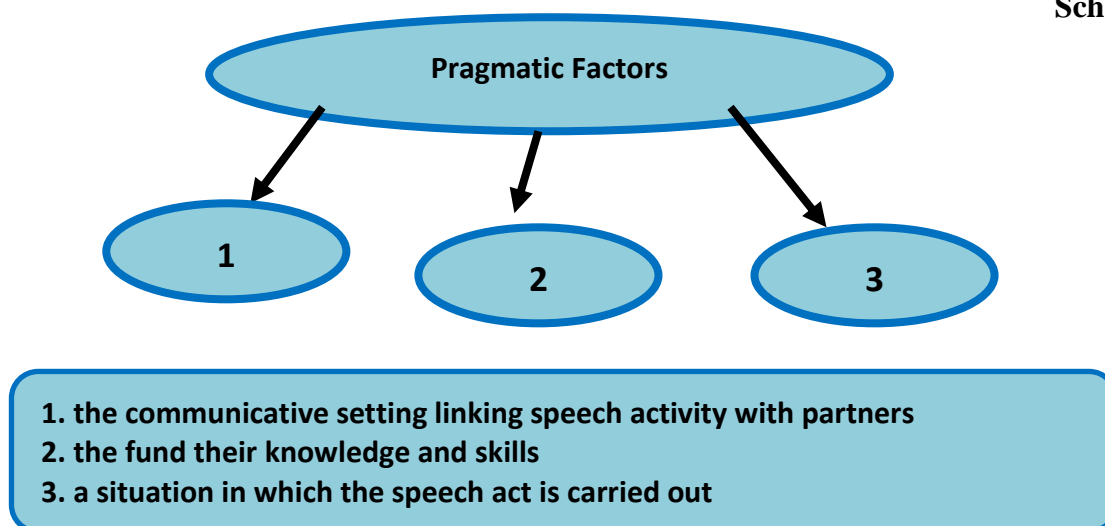 Sch
Pragmatic Factors
1
2
3
1. the communicative setting linking speech activity with partners
2. the fund their knowledge and skills
3. a situation in which the speech act is carried out